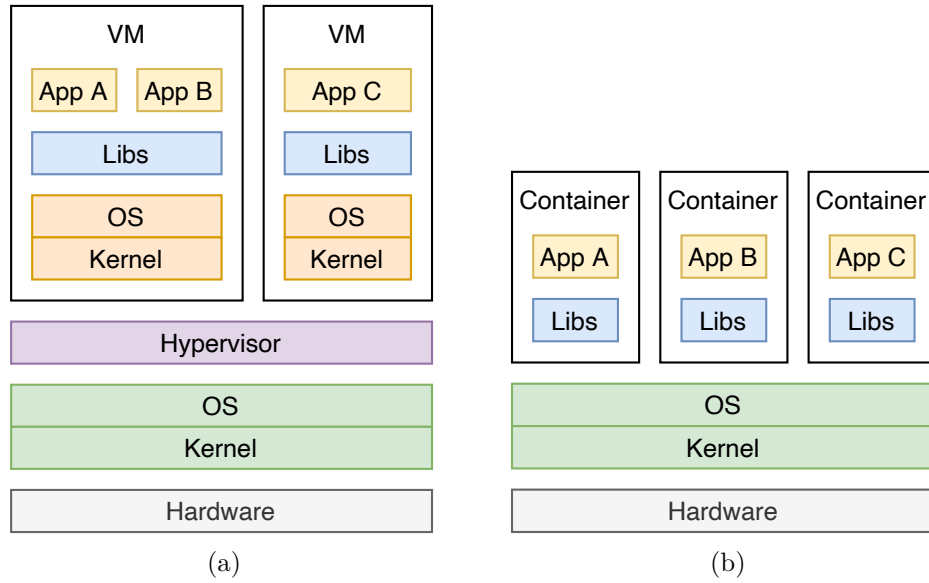 VM
App A App B
Libs
OS
Kernel
VM
App C
Libs
OS
Kernel
Hypervisor
OS
Kernel
Hardware
(a)
Container
App A
Libs
Container
App B
Libs
Container
App C
Libs
OS
Kernel
Hardware
(b)